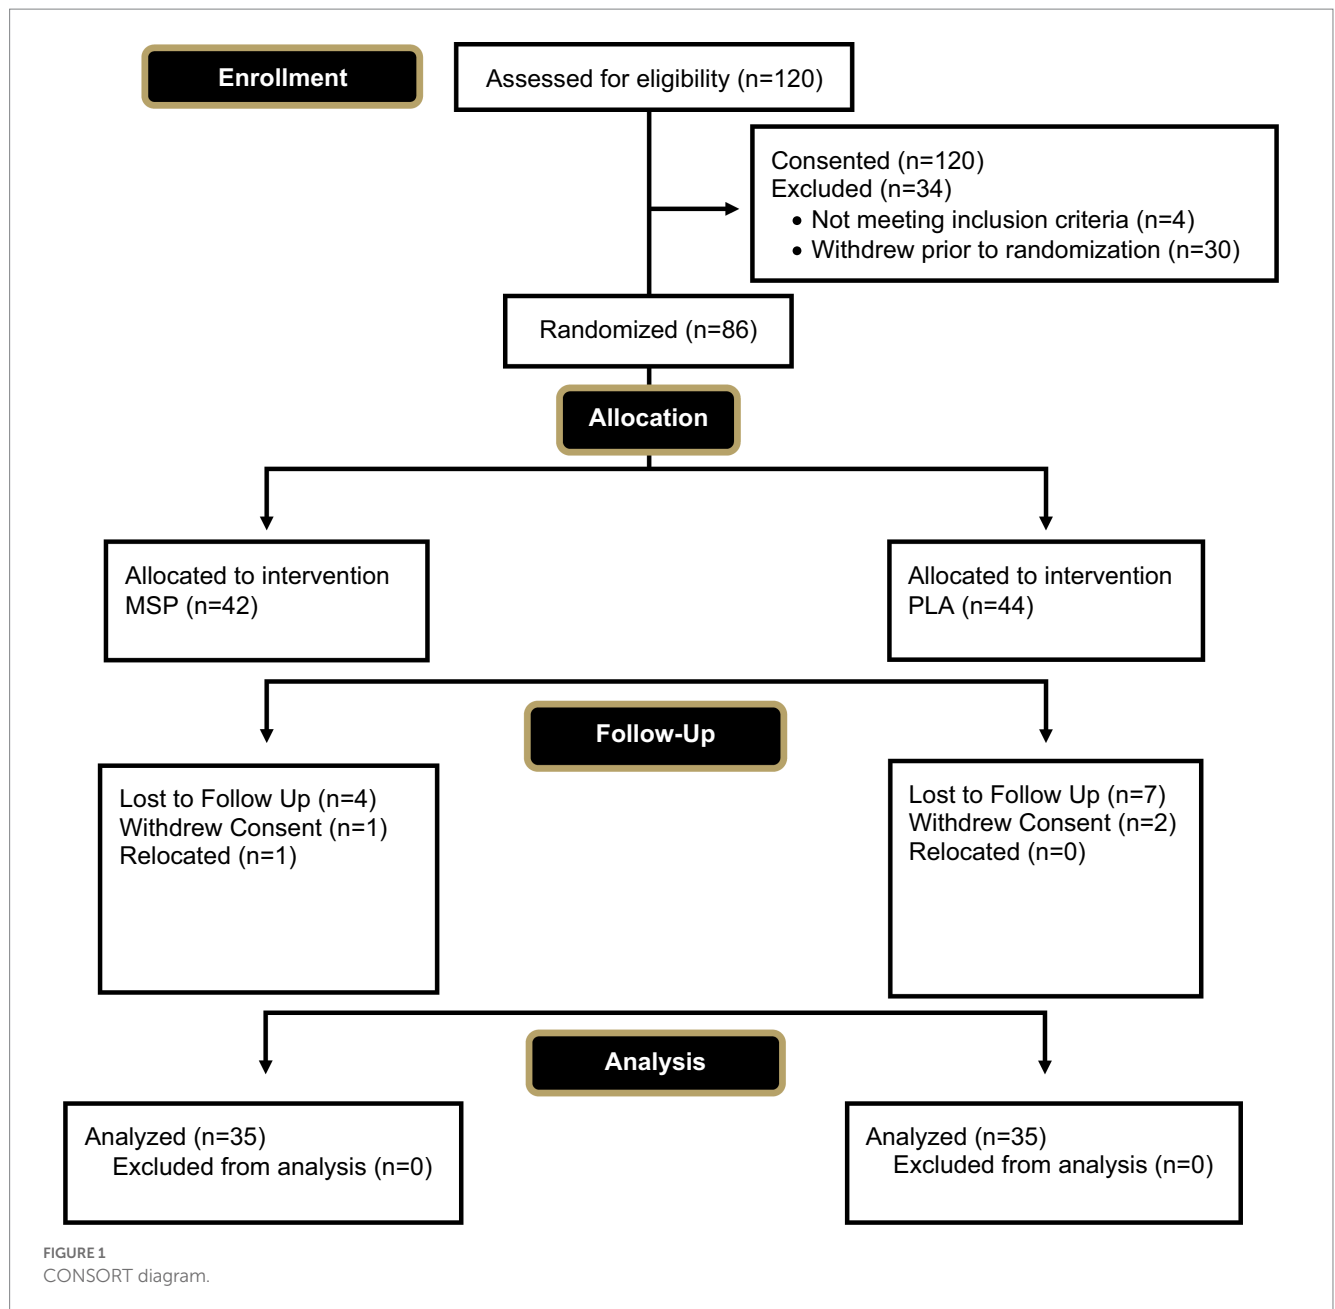 Enrollment
Assessed for eligibility (n=120)
Consented (n=120)
Excluded (n=34)
• Not meeting inclusion criteria (n=4)
• Withdrew prior to randomization (n=30)
Randomized (n=86)
Allocation
Allocated to intervention
MSP (n=42)
Allocated to intervention
PLA (n=44)
Follow-Up
Lost to Follow Up (n=4)
Withdrew Consent (n=1)
Relocated (n=1)
Lost to Follow Up (n=7)
Withdrew Consent (n=2)
Relocated (n=0)
Analysis
Analyzed (n=35)
Excluded from analysis (n=0)
Analyzed (n=35)
Excluded from analysis (n=0)
FIGURE 1
CONSORT diagram.